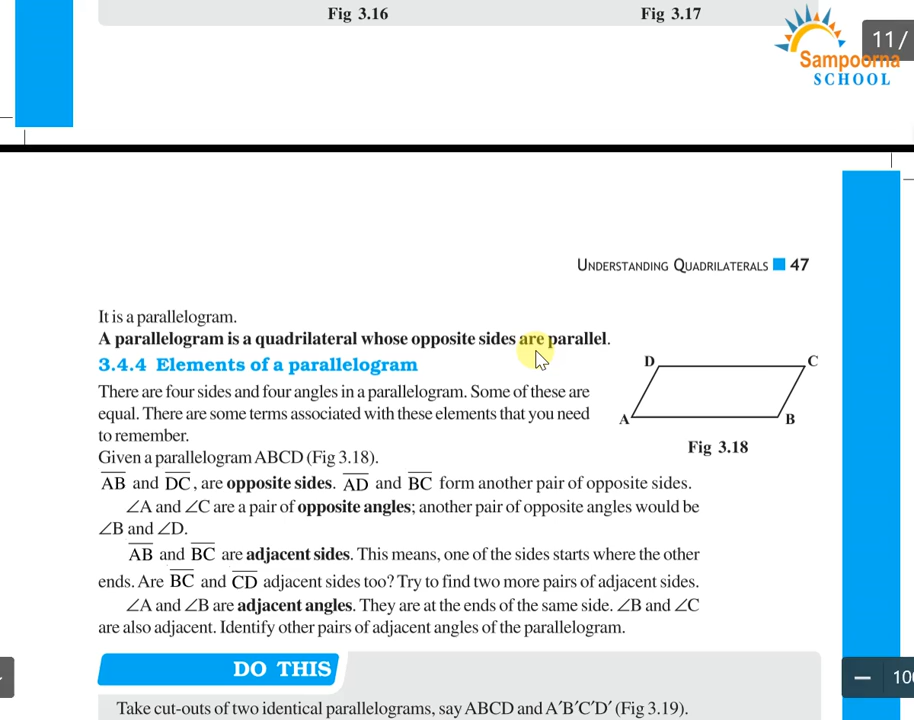 Fig 3.16
Fig 3.17
11 /
Sampoorna
SCHOOL
UNDERSTANDING QUADRILATERALS 47
It is a parallelogram.
A parallelogram is a quadrilateral whose opposite sides are parallel.
3.4.4 Elements of a parallelogram
There are four sides and four angles in a parallelogram. Some of these are
equal. There are some terms associated with these elements that you need
to remember.
Given a parallelogram ABCD (Fig 3.18).
D
C
A
B
Fig 3.18
A̅B̅ and D̅C̅, are opposite sides. A̅D̅ and B̅C̅ form another pair of opposite sides.
∠A and ∠C are a pair of opposite angles; another pair of opposite angles would be
∠B and ∠D.
A̅B̅ and B̅C̅ are adjacent sides. This means, one of the sides starts where the other
ends. Are B̅C̅ and C̅D̅ adjacent sides too? Try to find two more pairs of adjacent sides.
∠A and ∠B are adjacent angles. They are at the ends of the same side. ∠B and ∠C
are also adjacent. Identify other pairs of adjacent angles of the parallelogram.
DO THIS
Take cut-outs of two identical parallelograms, say ABCD and A′B′C′D′ (Fig 3.19).